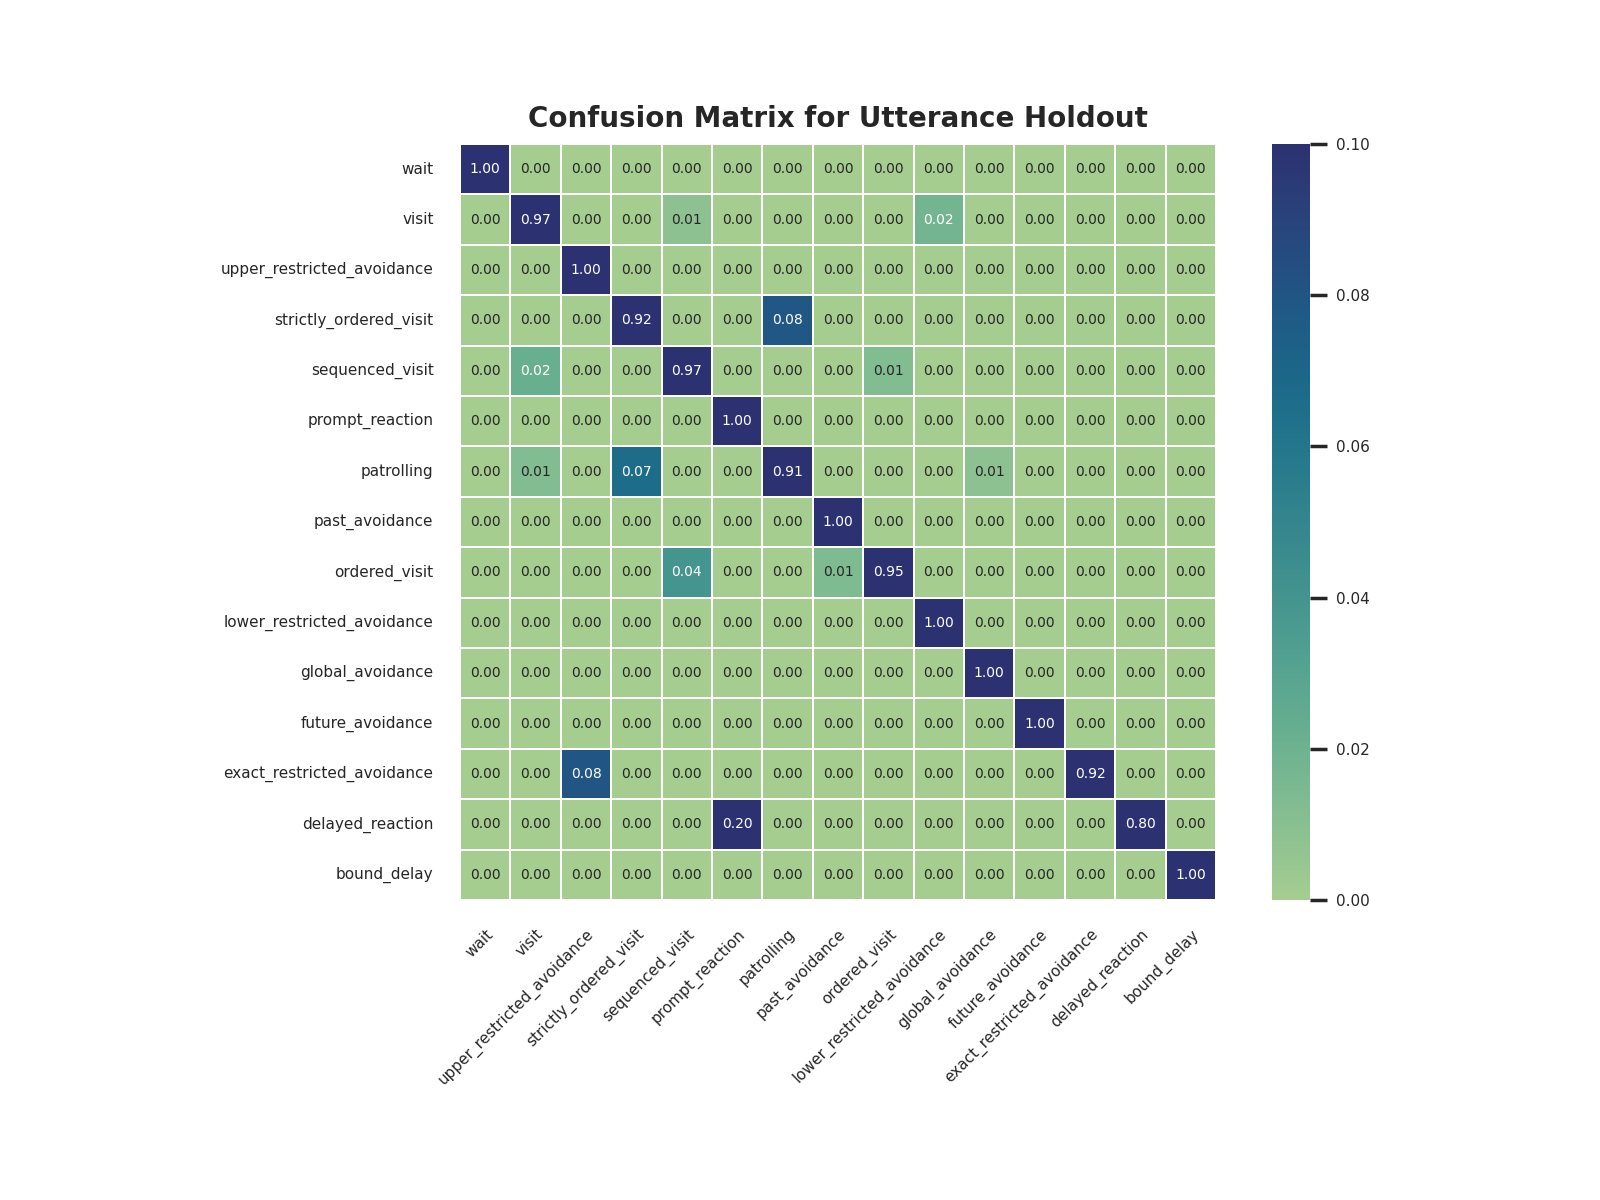 Confusion Matrix for Utterance Holdout
wait 1.00 0.00 0.00 0.00 0.00 0.00 0.00 0.00 0.00 0.00 0.00 0.00 0.00 0.00 0.00
visit 0.00 0.97 0.00 0.00 0.01 0.00 0.00 0.00 0.00 0.02 0.00 0.00 0.00 0.00 0.00
upper_restricted_avoidance 0.00 0.00 1.00 0.00 0.00 0.00 0.00 0.00 0.00 0.00 0.00 0.00 0.00 0.00 0.00
strictly_ordered_visit 0.00 0.00 0.00 0.92 0.00 0.00 0.08 0.00 0.00 0.00 0.00 0.00 0.00 0.00 0.00
sequenced_visit 0.00 0.02 0.00 0.00 0.97 0.00 0.00 0.00 0.01 0.00 0.00 0.00 0.00 0.00 0.00
prompt_reaction 0.00 0.00 0.00 0.00 0.00 1.00 0.00 0.00 0.00 0.00 0.00 0.00 0.00 0.00 0.00
patrolling 0.00 0.01 0.00 0.07 0.00 0.00 0.91 0.00 0.00 0.00 0.01 0.00 0.00 0.00 0.00
past_avoidance 0.00 0.00 0.00 0.00 0.00 0.00 0.00 1.00 0.00 0.00 0.00 0.00 0.00 0.00 0.00
ordered_visit 0.00 0.00 0.00 0.00 0.04 0.00 0.00 0.01 0.95 0.00 0.00 0.00 0.00 0.00 0.00
lower_restricted_avoidance 0.00 0.00 0.00 0.00 0.00 0.00 0.00 0.00 0.00 1.00 0.00 0.00 0.00 0.00 0.00
global_avoidance 0.00 0.00 0.00 0.00 0.00 0.00 0.00 0.00 0.00 0.00 1.00 0.00 0.00 0.00 0.00
future_avoidance 0.00 0.00 0.00 0.00 0.00 0.00 0.00 0.00 0.00 0.00 0.00 1.00 0.00 0.00 0.00
exact_restricted_avoidance 0.00 0.00 0.08 0.00 0.00 0.00 0.00 0.00 0.00 0.00 0.00 0.00 0.92 0.00 0.00
delayed_reaction 0.00 0.00 0.00 0.00 0.00 0.20 0.00 0.00 0.00 0.00 0.00 0.00 0.00 0.80 0.00
bound_delay 0.00 0.00 0.00 0.00 0.00 0.00 0.00 0.00 0.00 0.00 0.00 0.00 0.00 0.00 1.00
wait
visit
upper_restricted_avoidance
strictly_ordered_visit
sequenced_visit
prompt_reaction
patrolling
past_avoidance
ordered_visit
lower_restricted_avoidance
global_avoidance
future_avoidance
exact_restricted_avoidance
delayed_reaction
bound_delay
0.10
0.08
0.06
0.04
0.02
0.00